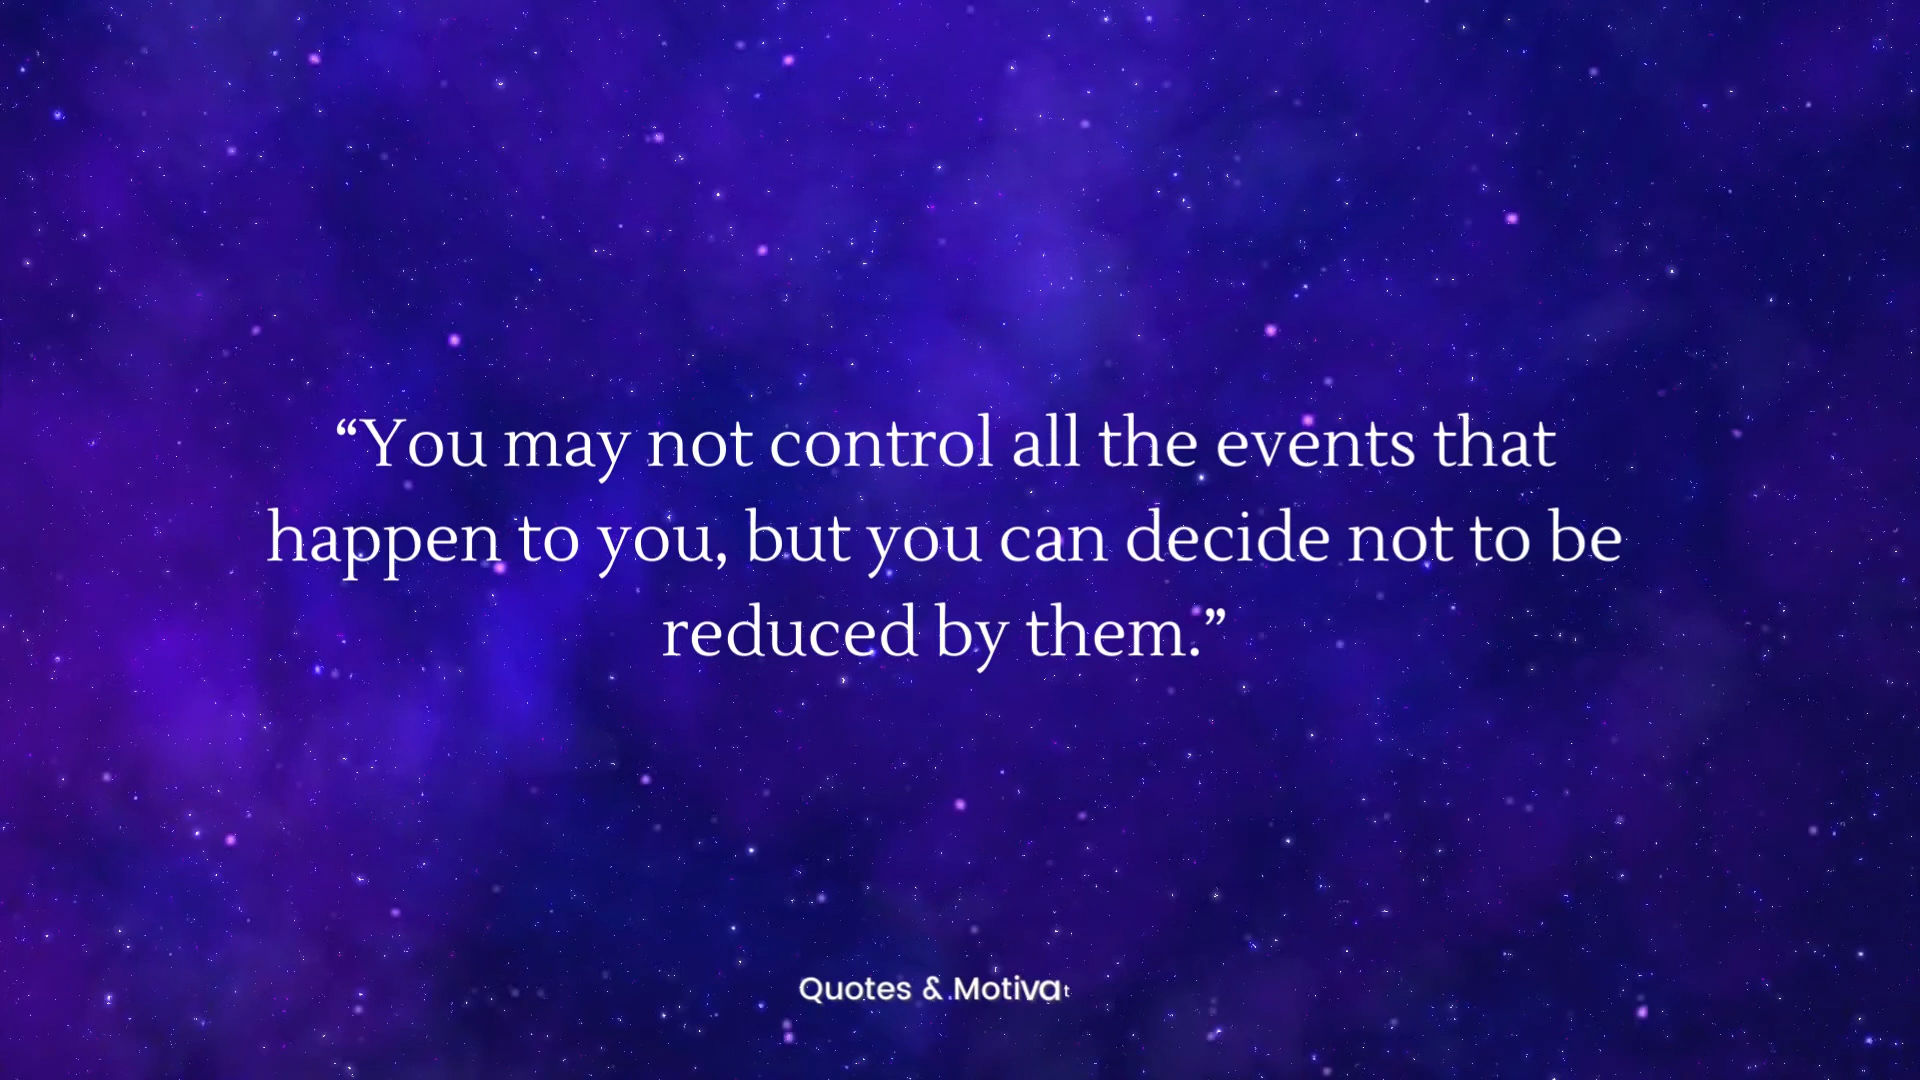 “You may not control all the events that
happen to you, but you can decide not to be
reduced by them.”
Quotes & Motivat